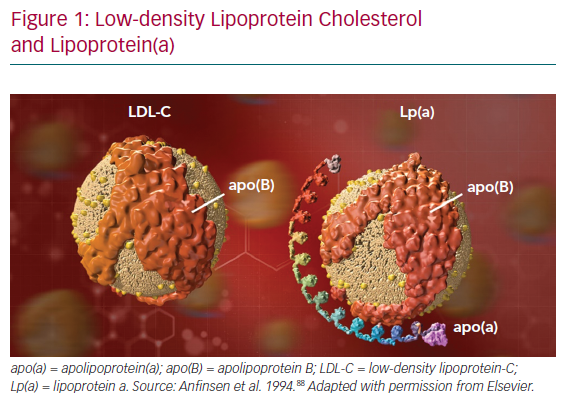 Figure 1: Low-density Lipoprotein Cholesterol
and Lipoprotein(a)
LDL-C
Lp(a)
apo(B)
apo(B)
apo(a)
apo(a) = apolipoprotein(a); apo(B) = apolipoprotein B; LDL-C = low-density lipoprotein-C;
Lp(a) = lipoprotein a. Source: Anfinsen et al. 1994.⁸⁸ Adapted with permission from Elsevier.